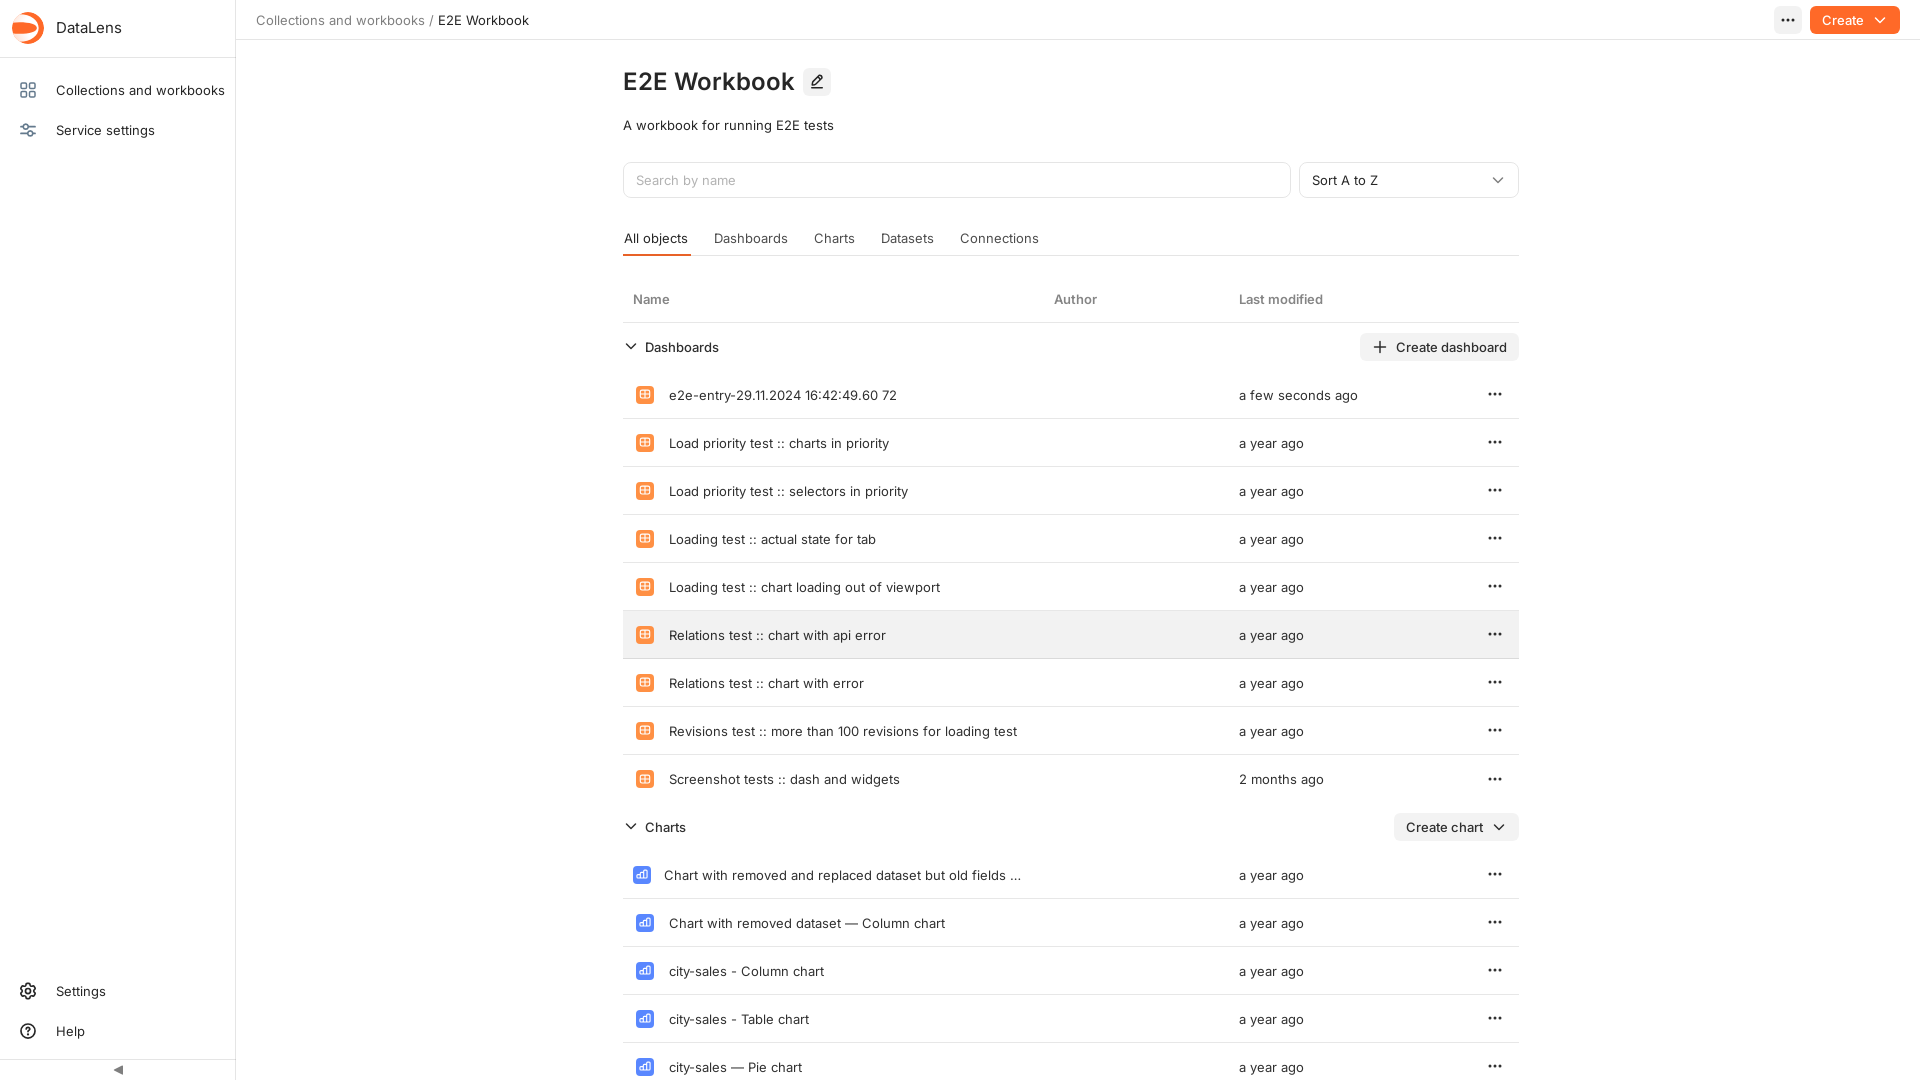 DataLens
Collections and workbooks / E2E Workbook
Create
Collections and workbooks
Service settings
E2E Workbook
A workbook for running E2E tests
Search by name
Sort A to Z
All objects Dashboards Charts Datasets Connections
Name Author Last modified
Dashboards Create dashboard
e2e-entry-29.11.2024 16:42:49.60 72 a few seconds ago
Load priority test :: charts in priority a year ago
Load priority test :: selectors in priority a year ago
Loading test :: actual state for tab a year ago
Loading test :: chart loading out of viewport a year ago
Relations test :: chart with api error a year ago
Relations test :: chart with error a year ago
Revisions test :: more than 100 revisions for loading test a year ago
Screenshot tests :: dash and widgets 2 months ago
Charts Create chart
Chart with removed and replaced dataset but old fields ... a year ago
Chart with removed dataset — Column chart a year ago
city-sales - Column chart a year ago
city-sales - Table chart a year ago
city-sales — Pie chart a year ago
Settings
Help